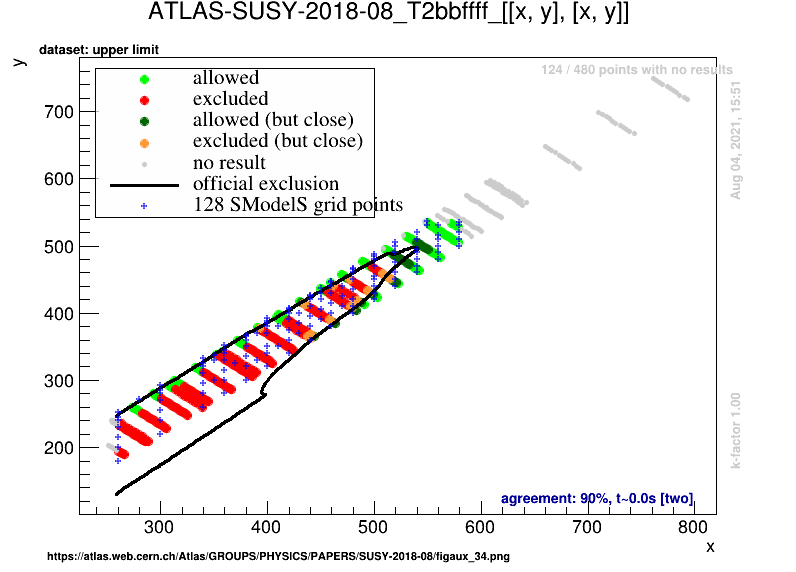 ATLAS-SUSY-2018-08_T2bbffff_[[x, y], [x, y]]
dataset: upper limit
y
124 / 480 points with no results
allowed
excluded
allowed (but close)
excluded (but close)
no result
official exclusion
128 SModelS grid points
Aug 04, 2021, 15:51
k-factor 1.00
700
600
500
400
300
200
agreement: 90%, t~0.0s [two]
300 400 500 600 700 800
x
https://atlas.web.cern.ch/Atlas/GROUPS/PHYSICS/PAPERS/SUSY-2018-08/figaux_34.png